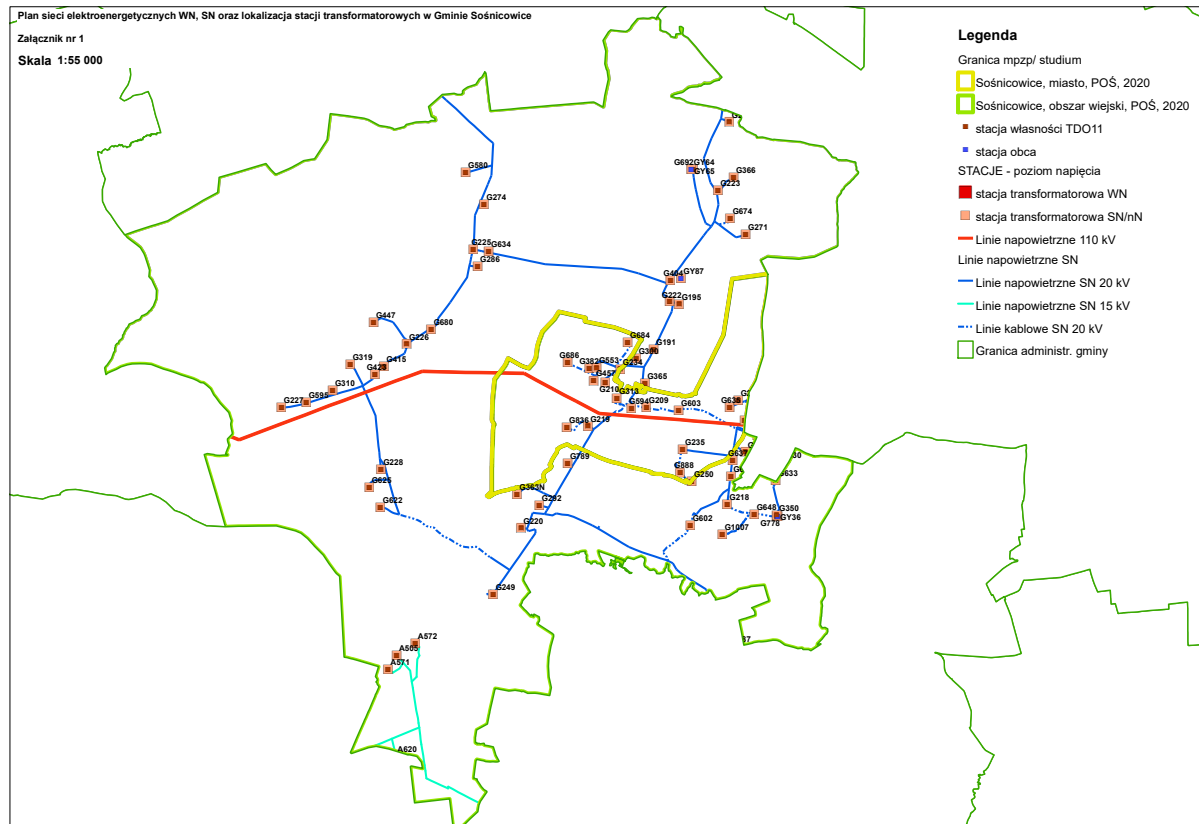 Plan sieci elektroenergetycznych WN, SN oraz lokalizacja stacji transformatorowych w Gminie Sośnicowice
Załącznik nr 1
Skala 1:55 000
Legenda
Granica mpzp/ studium
Sośnicowice, miasto, POŚ, 2020
Sośnicowice, obszar wiejski, POŚ, 2020
stacja własności TDO11
stacja obca
STACJE - poziom napięcia
stacja transformatorowa WN
stacja transformatorowa SN/nN
Linie napowietrzne 110 kV
Linie napowietrzne SN
Linie napowietrzne SN 20 kV
Linie napowietrzne SN 15 kV
Linie kablowe SN 20 kV
Granica administr. gminy
G580
G692 GY64
GY65
G366
G223
G274
G674
G271
G225
G634
G286
G404
GY87
G222
G195
G447
G680
G226
G684
G191
G319
G415
G686
G382
G553
G234
G457
G310
G595
G227
G210
G365
G594
G209
G603
G836
G219
G235
G637
G228
G789
G888
G250
G633
G625
G363N
G622
G292
G218
G648
G350
G778
GY36
G220
G602
G1007
G249
A572
A505
A571
A620